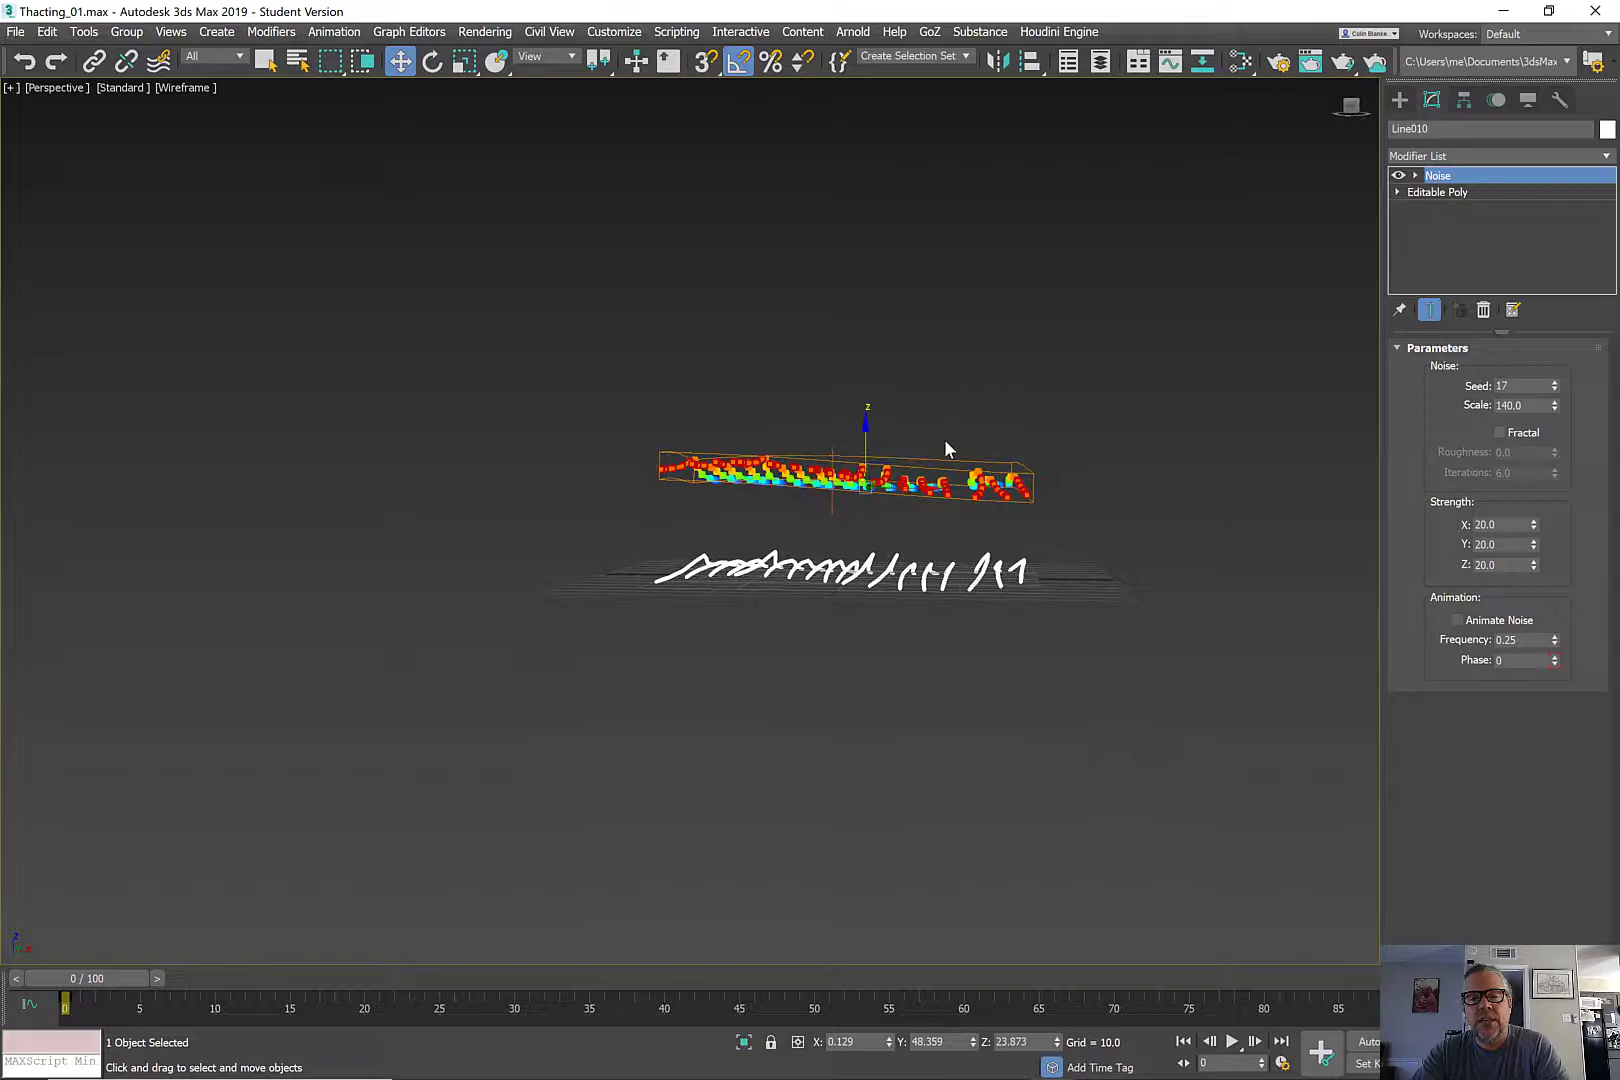 Thacting_01.max - Autodesk 3ds Max 2019 - Student Version
File Edit Tools Group Views Create Modifiers Animation Graph Editors Rendering Civil View Customize Scripting Interactive Content Arnold Help GoZ Substance Houdini Engine
Colin Blanke... Workspaces: Default
All View Create Selection Set C:\Users\me\Documents\3dsMax
[+] [Perspective] [Standard] [Wireframe]
Line010
Modifier List
Noise
Editable Poly
Parameters
Noise:
Seed: 17
Scale: 140.0
Fractal
Roughness: 0.0
Iterations: 6.0
Strength:
X: 20.0
Y: 20.0
Z: 20.0
Animation:
Animate Noise
Frequency: 0.25
Phase: 0
z
z
x
< 0 / 100 >
0 5 10 15 20 25 30 35 40 45 50 55 60 65 70 75 80 85
1 Object Selected X: 0.129 Y: 48.359 Z: 23.873 Grid = 10.0 Auto
MAXScript Min Click and drag to select and move objects Add Time Tag 0 Set K